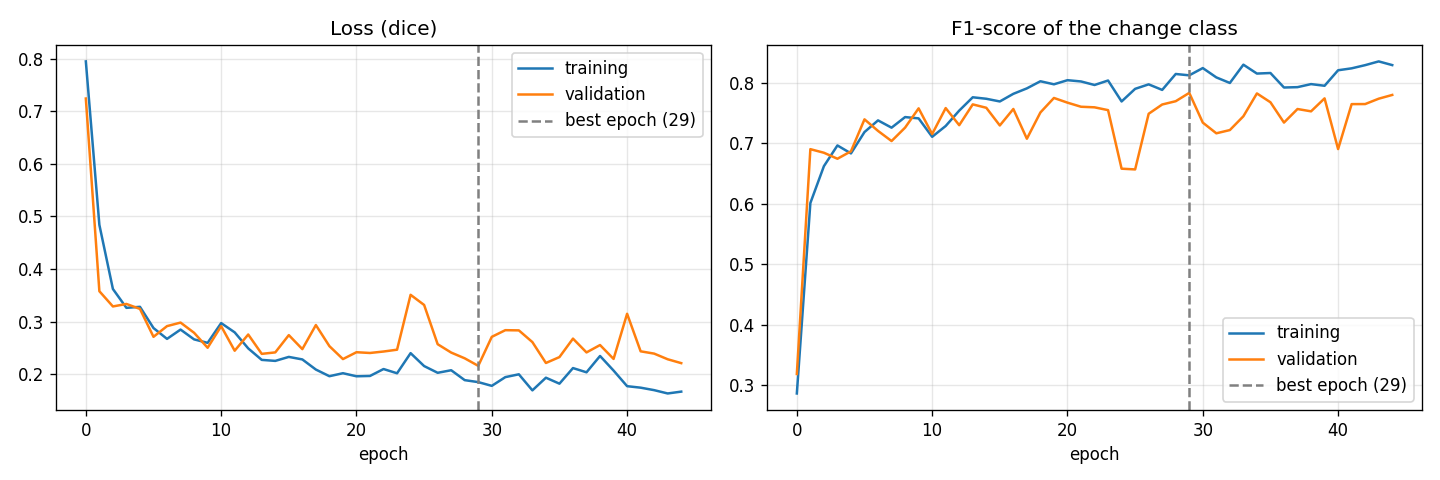 Loss (dice)
0.8
0.7
0.6
0.5
0.4
0.3
0.2
0
10
20
30
40
epoch
training
validation
best epoch (29)
F1-score of the change class
0.8
0.7
0.6
0.5
0.4
0.3
0
10
20
30
40
epoch
training
validation
best epoch (29)